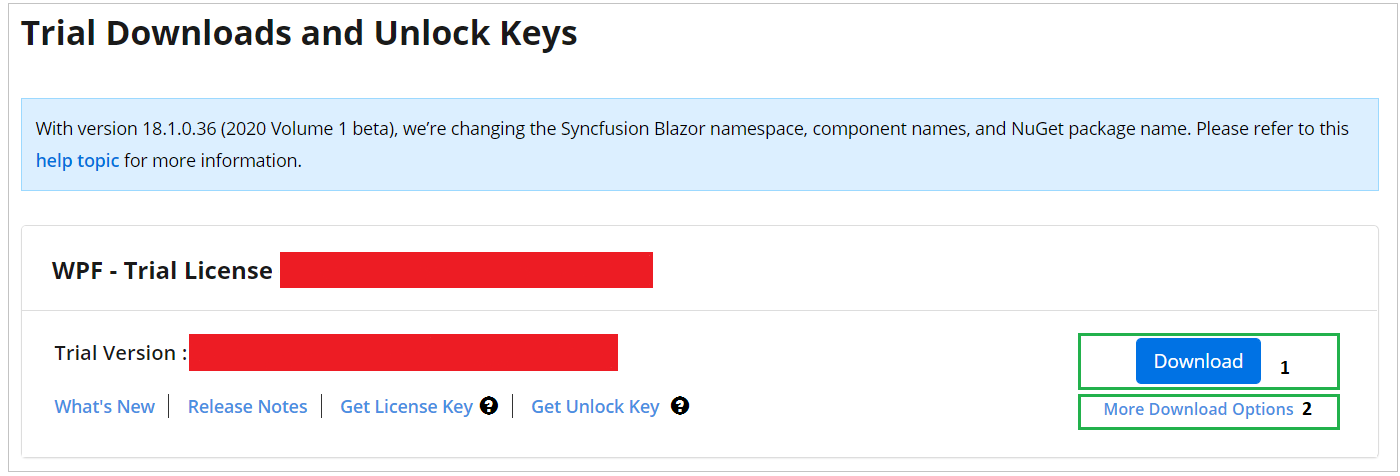 Trial Downloads and Unlock Keys
With version 18.1.0.36 (2020 Volume 1 beta), we’re changing the Syncfusion Blazor namespace, component names, and NuGet package name. Please refer to this
help topic for more information.
WPF - Trial License
Trial Version :
Download 1
What's New | Release Notes | Get License Key ? | Get Unlock Key ?
More Download Options 2